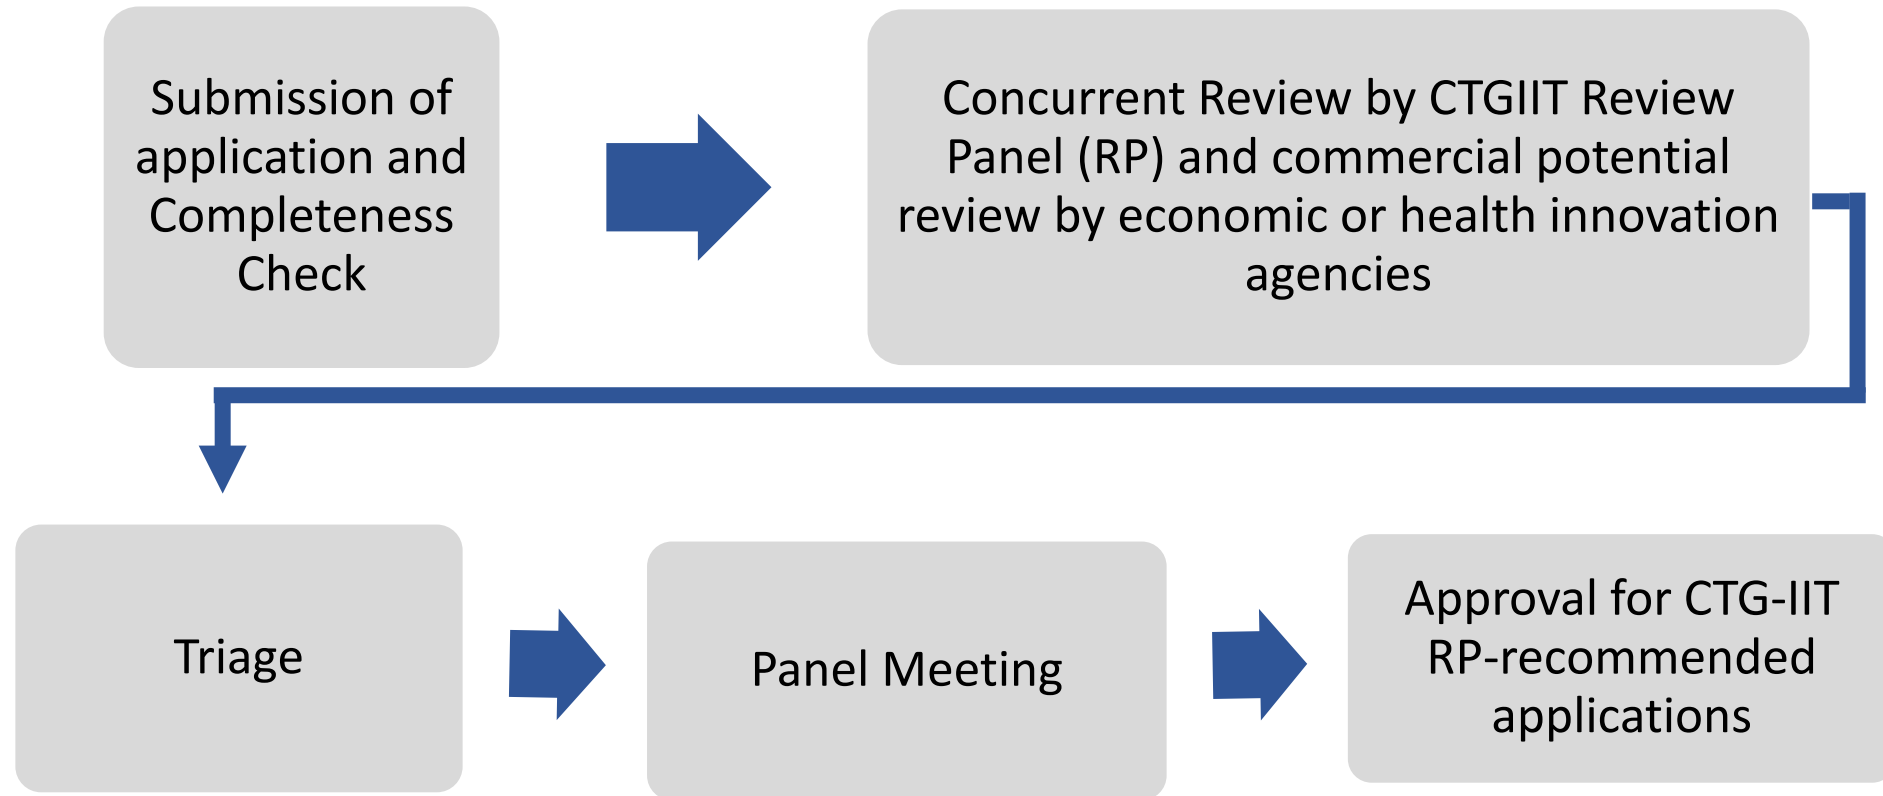 Submission of
application and
Completeness
Check
Concurrent Review by CTGIIT Review
Panel (RP) and commercial potential
review by economic or health innovation
agencies
Triage
Panel Meeting
Approval for CTG-IIT
RP-recommended
applications